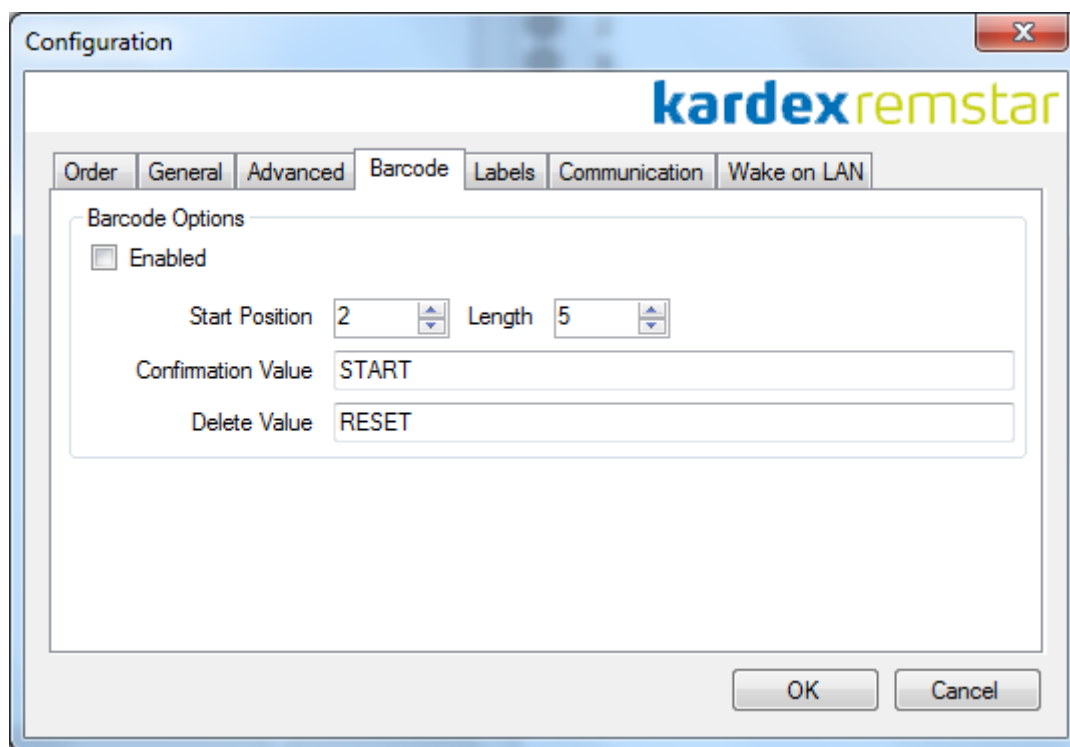 Configuration
kardexremstar
Order General Advanced Barcode Labels Communication Wake on LAN
Barcode Options
Enabled
Start Position 2 Length 5
Confirmation Value START
Delete Value RESET
OK Cancel